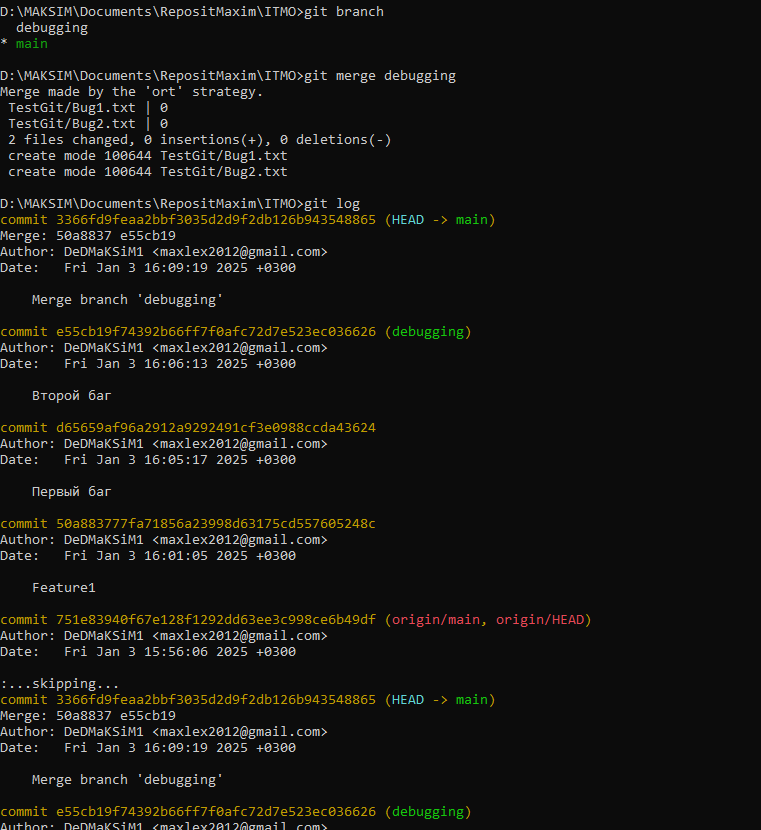 D:\MAKSIM\Documents\RepositMaxim\ITMO>git branch
  debugging
* main
D:\MAKSIM\Documents\RepositMaxim\ITMO>git merge debugging
Merge made by the 'ort' strategy.
 TestGit/Bug1.txt | 0
 TestGit/Bug2.txt | 0
 2 files changed, 0 insertions(+), 0 deletions(-)
 create mode 100644 TestGit/Bug1.txt
 create mode 100644 TestGit/Bug2.txt
D:\MAKSIM\Documents\RepositMaxim\ITMO>git log
commit 3366fd9feaa2bbf3035d2d9f2db126b943548865 (HEAD -> main)
Merge: 50a8837 e55cb19
Author: DeDMaKSiM1 <maxlex2012@gmail.com>
Date:   Fri Jan 3 16:09:19 2025 +0300
    Merge branch 'debugging'
commit e55cb19f74392b66ff7f0afc72d7e523ec036626 (debugging)
Author: DeDMaKSiM1 <maxlex2012@gmail.com>
Date:   Fri Jan 3 16:06:13 2025 +0300
    Второй баг
commit d65659af96a2912a9292491cf3e0988ccda43624
Author: DeDMaKSiM1 <maxlex2012@gmail.com>
Date:   Fri Jan 3 16:05:17 2025 +0300
    Первый баг
commit 50a883777fa71856a23998d63175cd557605248c
Author: DeDMaKSiM1 <maxlex2012@gmail.com>
Date:   Fri Jan 3 16:01:05 2025 +0300
    Feature1
commit 751e83940f67e128f1292dd63ee3c998ce6b49df (origin/main, origin/HEAD)
Author: DeDMaKSiM1 <maxlex2012@gmail.com>
Date:   Fri Jan 3 15:56:06 2025 +0300
:...skipping...
commit 3366fd9feaa2bbf3035d2d9f2db126b943548865 (HEAD -> main)
Merge: 50a8837 e55cb19
Author: DeDMaKSiM1 <maxlex2012@gmail.com>
Date:   Fri Jan 3 16:09:19 2025 +0300
    Merge branch 'debugging'
commit e55cb19f74392b66ff7f0afc72d7e523ec036626 (debugging)
Author: DeDMaKSiM1 <maxlex2012@gmail.com>